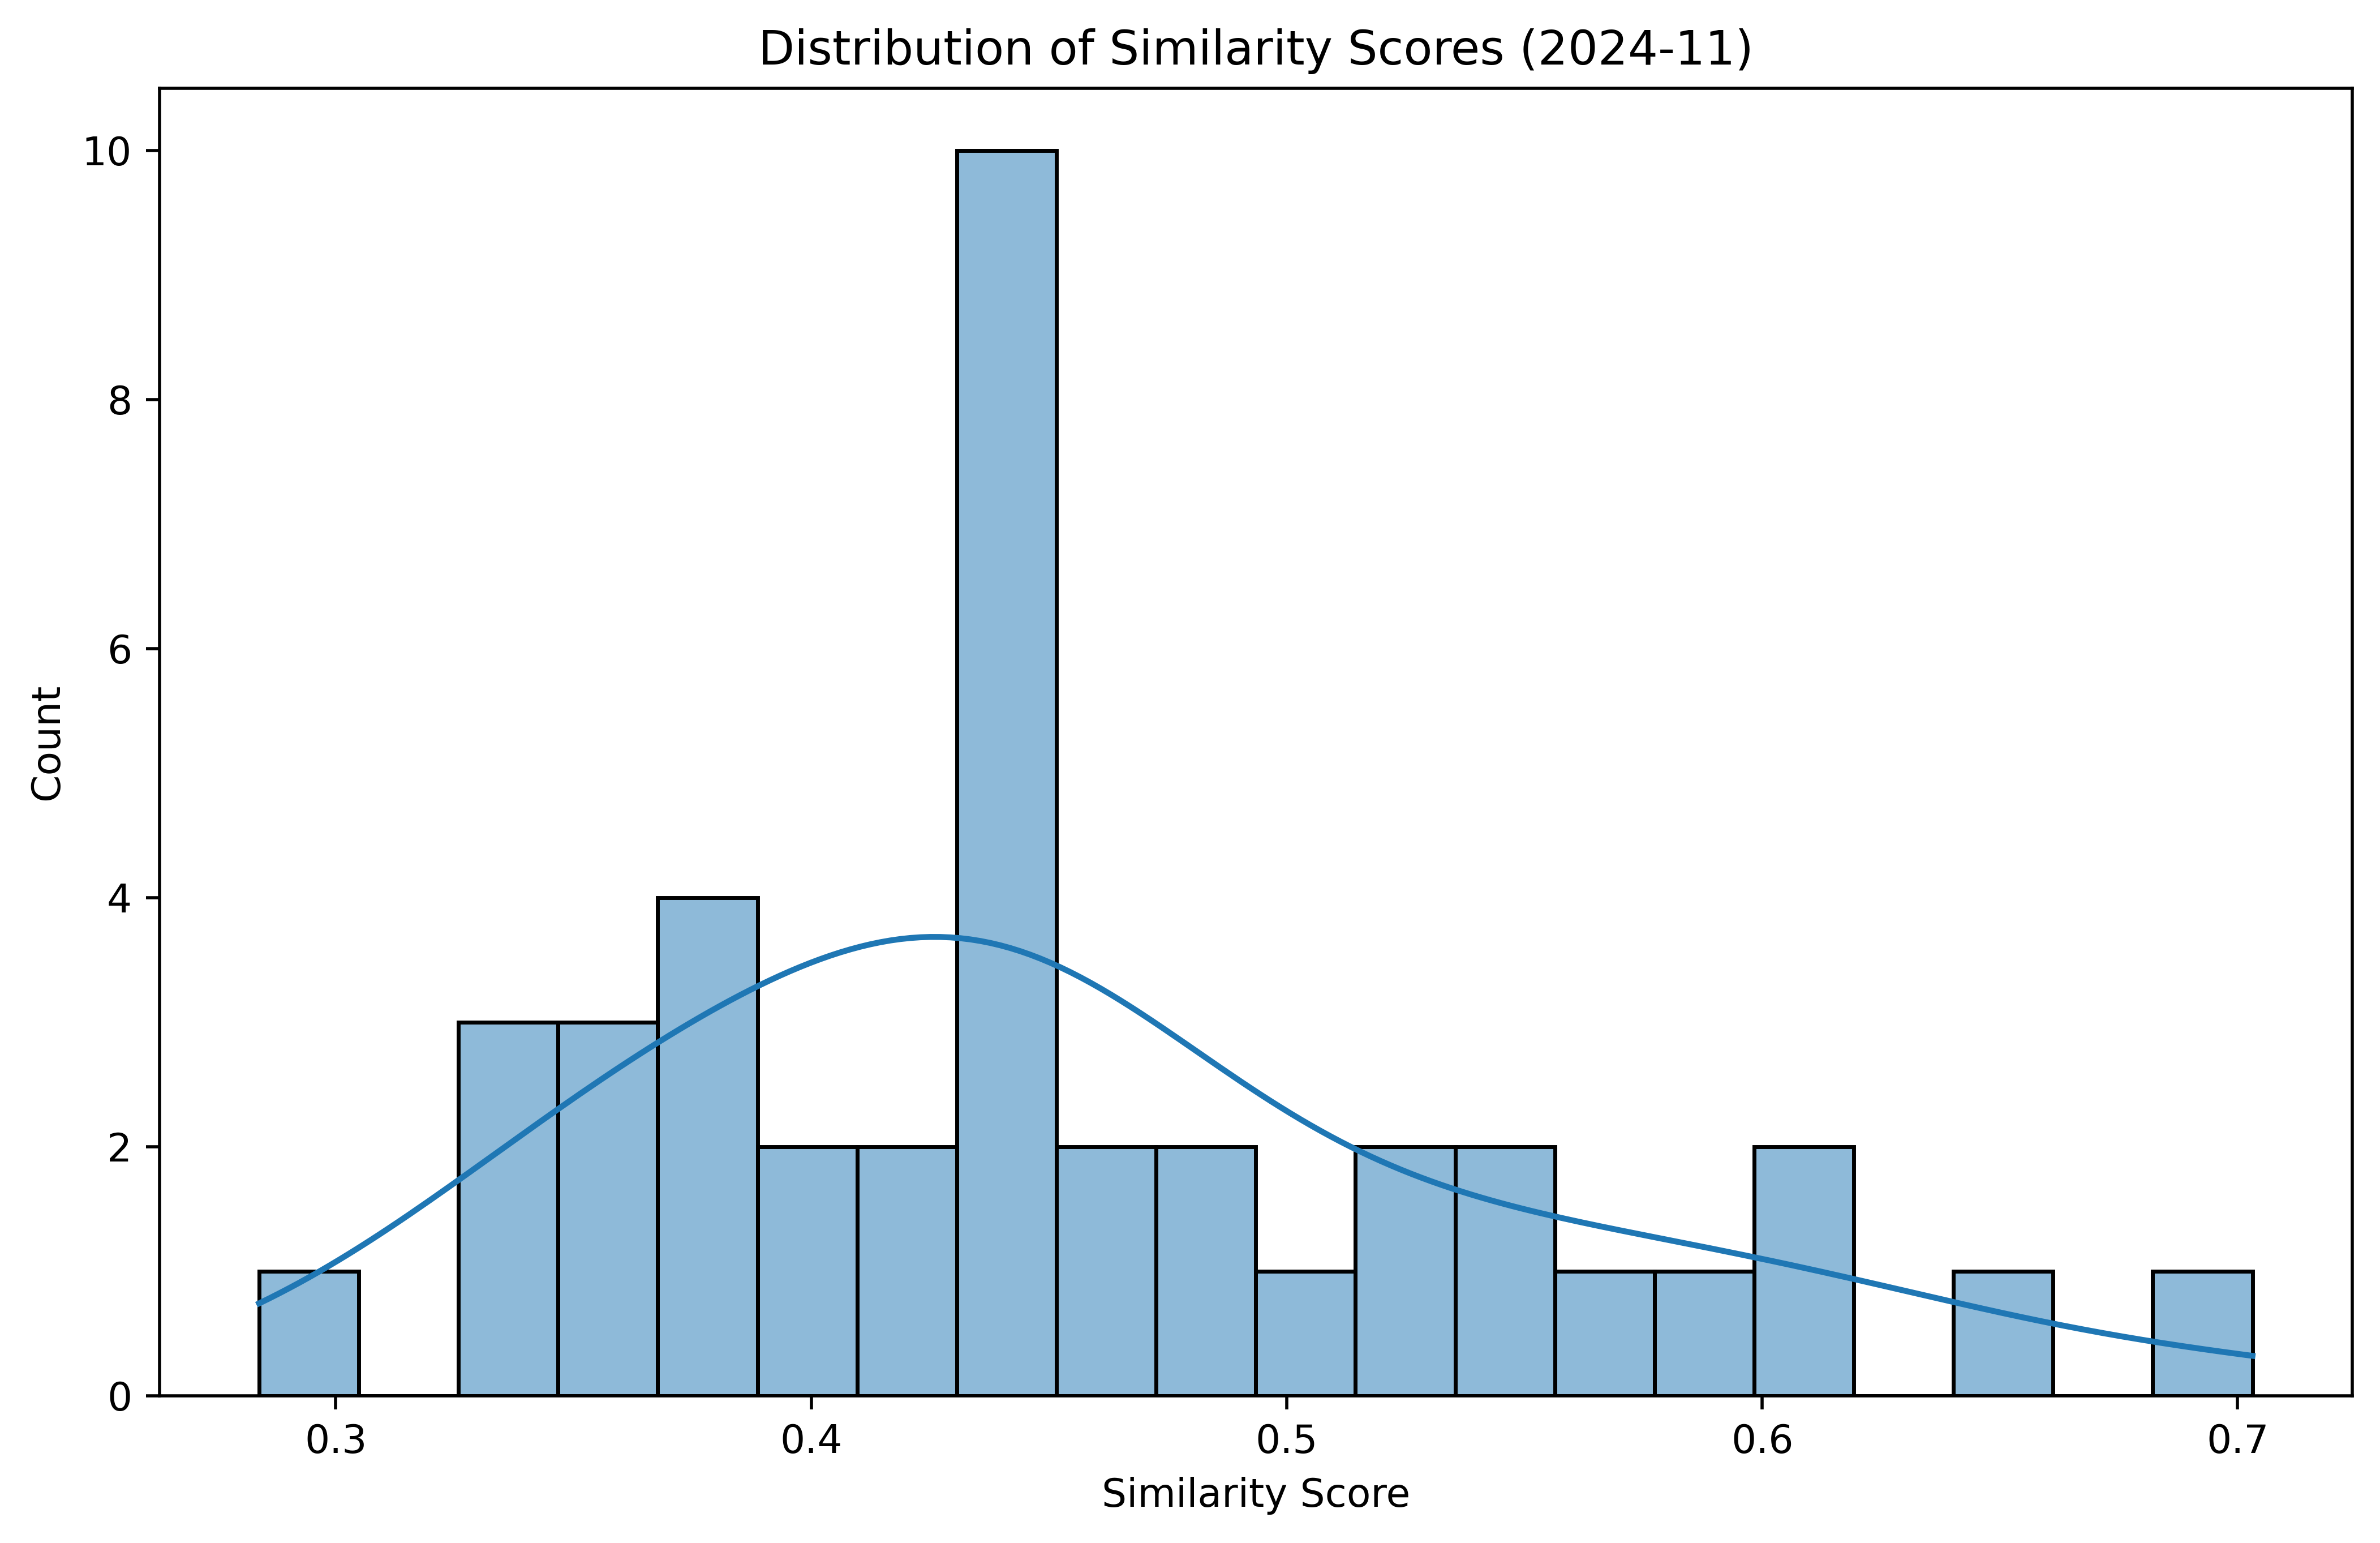 Distribution of Similarity Scores (2024-11)
10
8
6
4
2
0
Count
0.3 0.4 0.5 0.6 0.7
Similarity Score